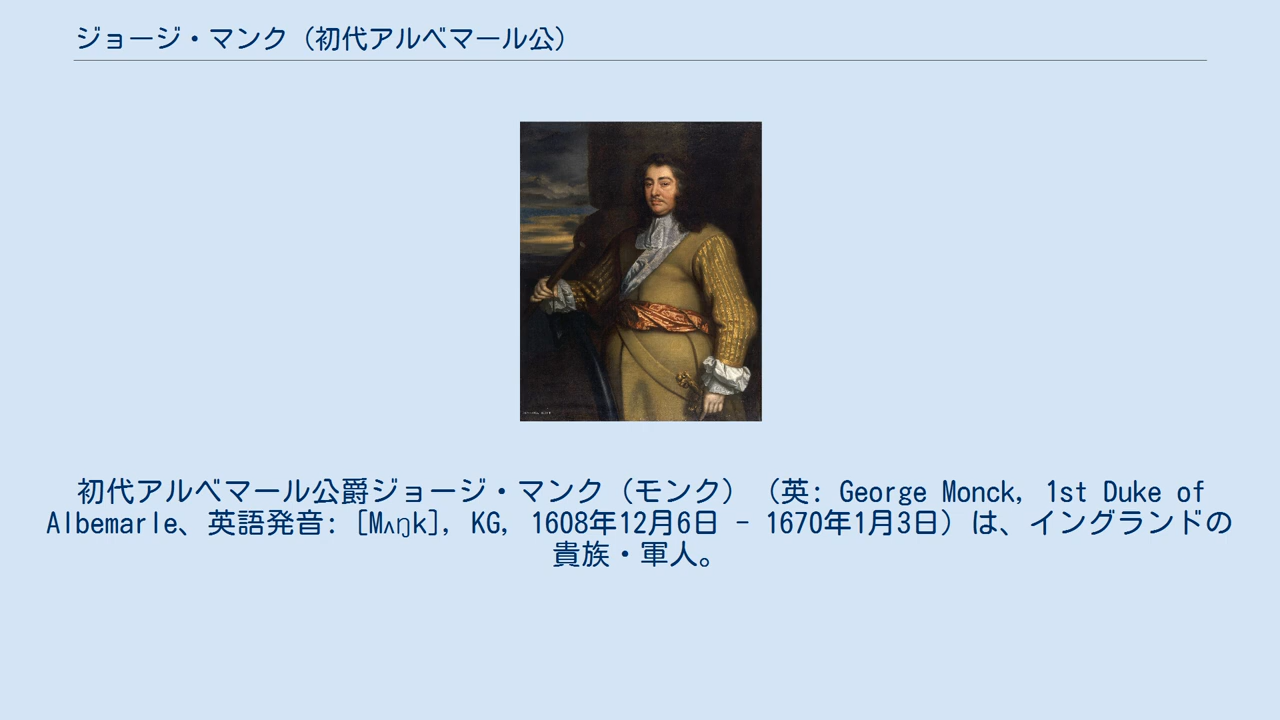 ジョージ・マンク（初代アルベマール公）
初代アルベマール公爵ジョージ・マンク（モンク）（英: George Monck, 1st Duke of
Albemarle、英語発音: [Mʌŋk], KG, 1608年12月6日 - 1670年1月3日）は、イングランドの
貴族・軍人。